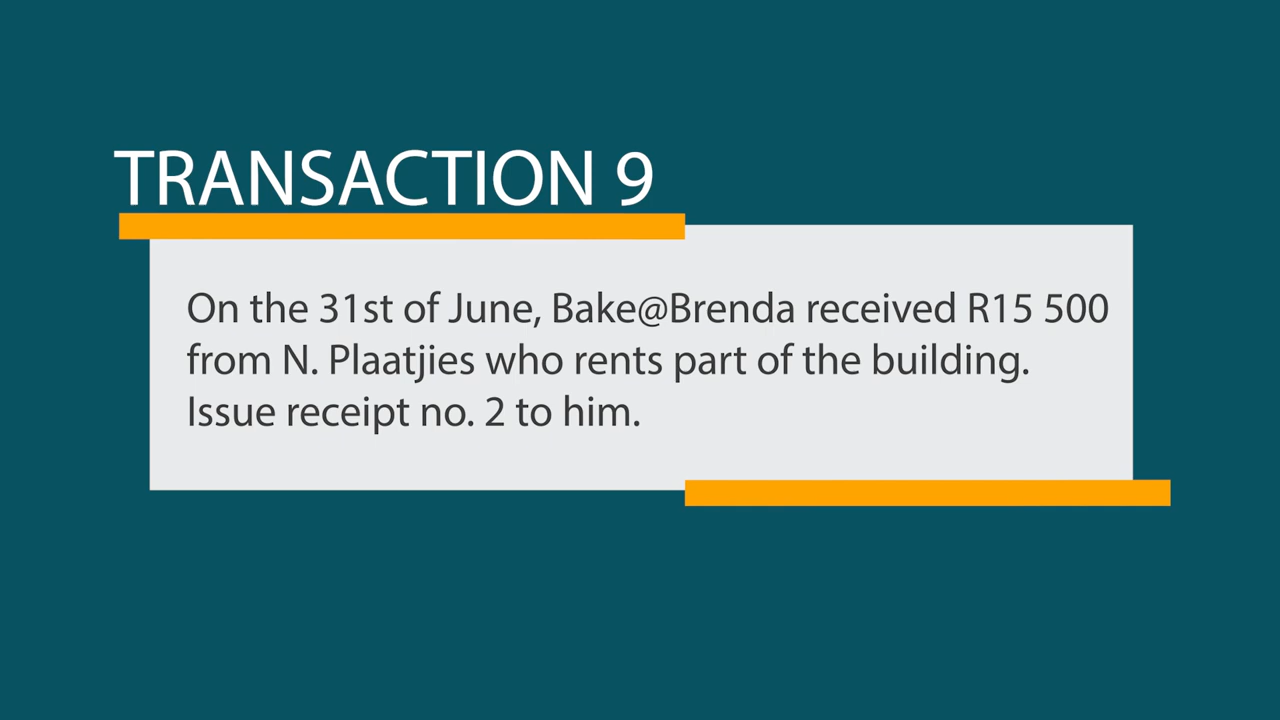 TRANSACTION 9
On the 31st of June, Bake@Brenda received R15 500
from N. Plaatjies who rents part of the building.
Issue receipt no. 2 to him.